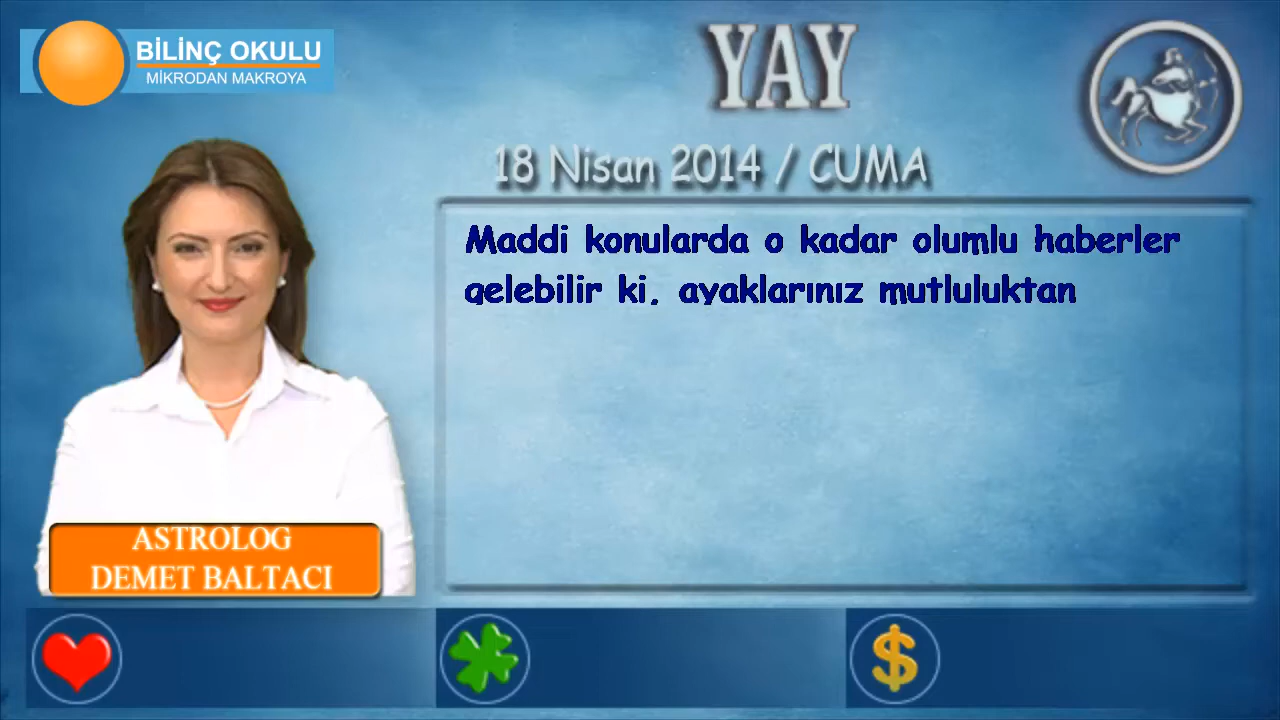 BİLİNÇ OKULU
MİKRODAN MAKROYA
YAY
18 Nisan 2014 / CUMA
Maddi konularda o kadar olumlu haberler
gelebilir ki, ayaklarınız mutluluktan
ASTROLOG
DEMET BALTACI